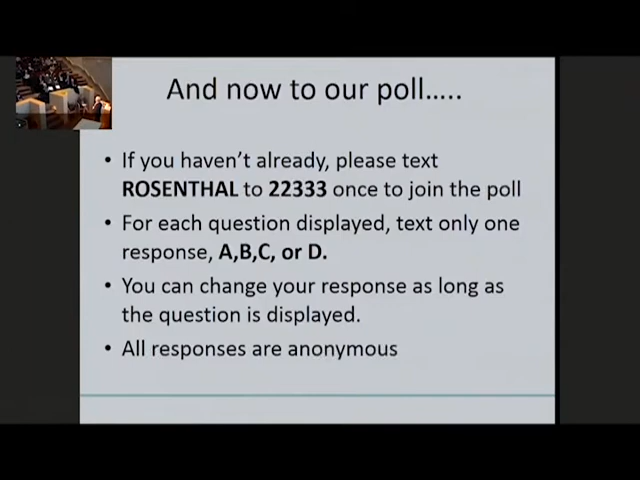 And now to our poll.....
• If you haven't already, please text
ROSENTHAL to 22333 once to join the poll
• For each question displayed, text only one
response, A,B,C, or D.
• You can change your response as long as
the question is displayed.
• All responses are anonymous